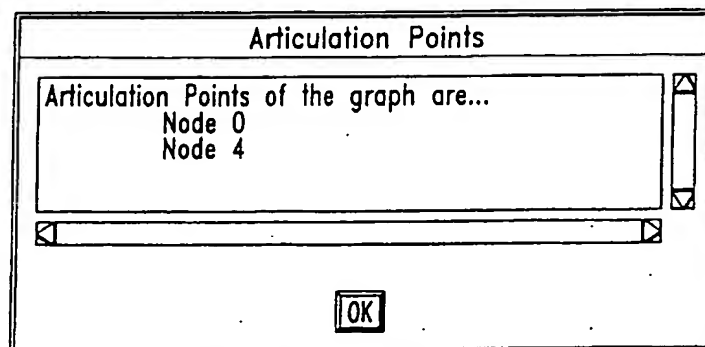 Articulation Points
Articulation Points of the graph are...
Node 0
Node 4
OK